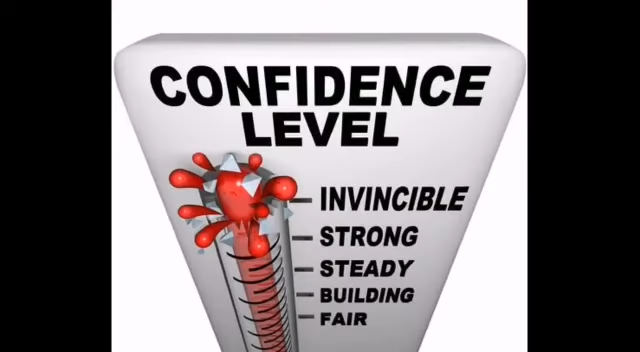 CONFIDENCE
LEVEL
INVINCIBLE
STRONG
STEADY
BUILDING
FAIR